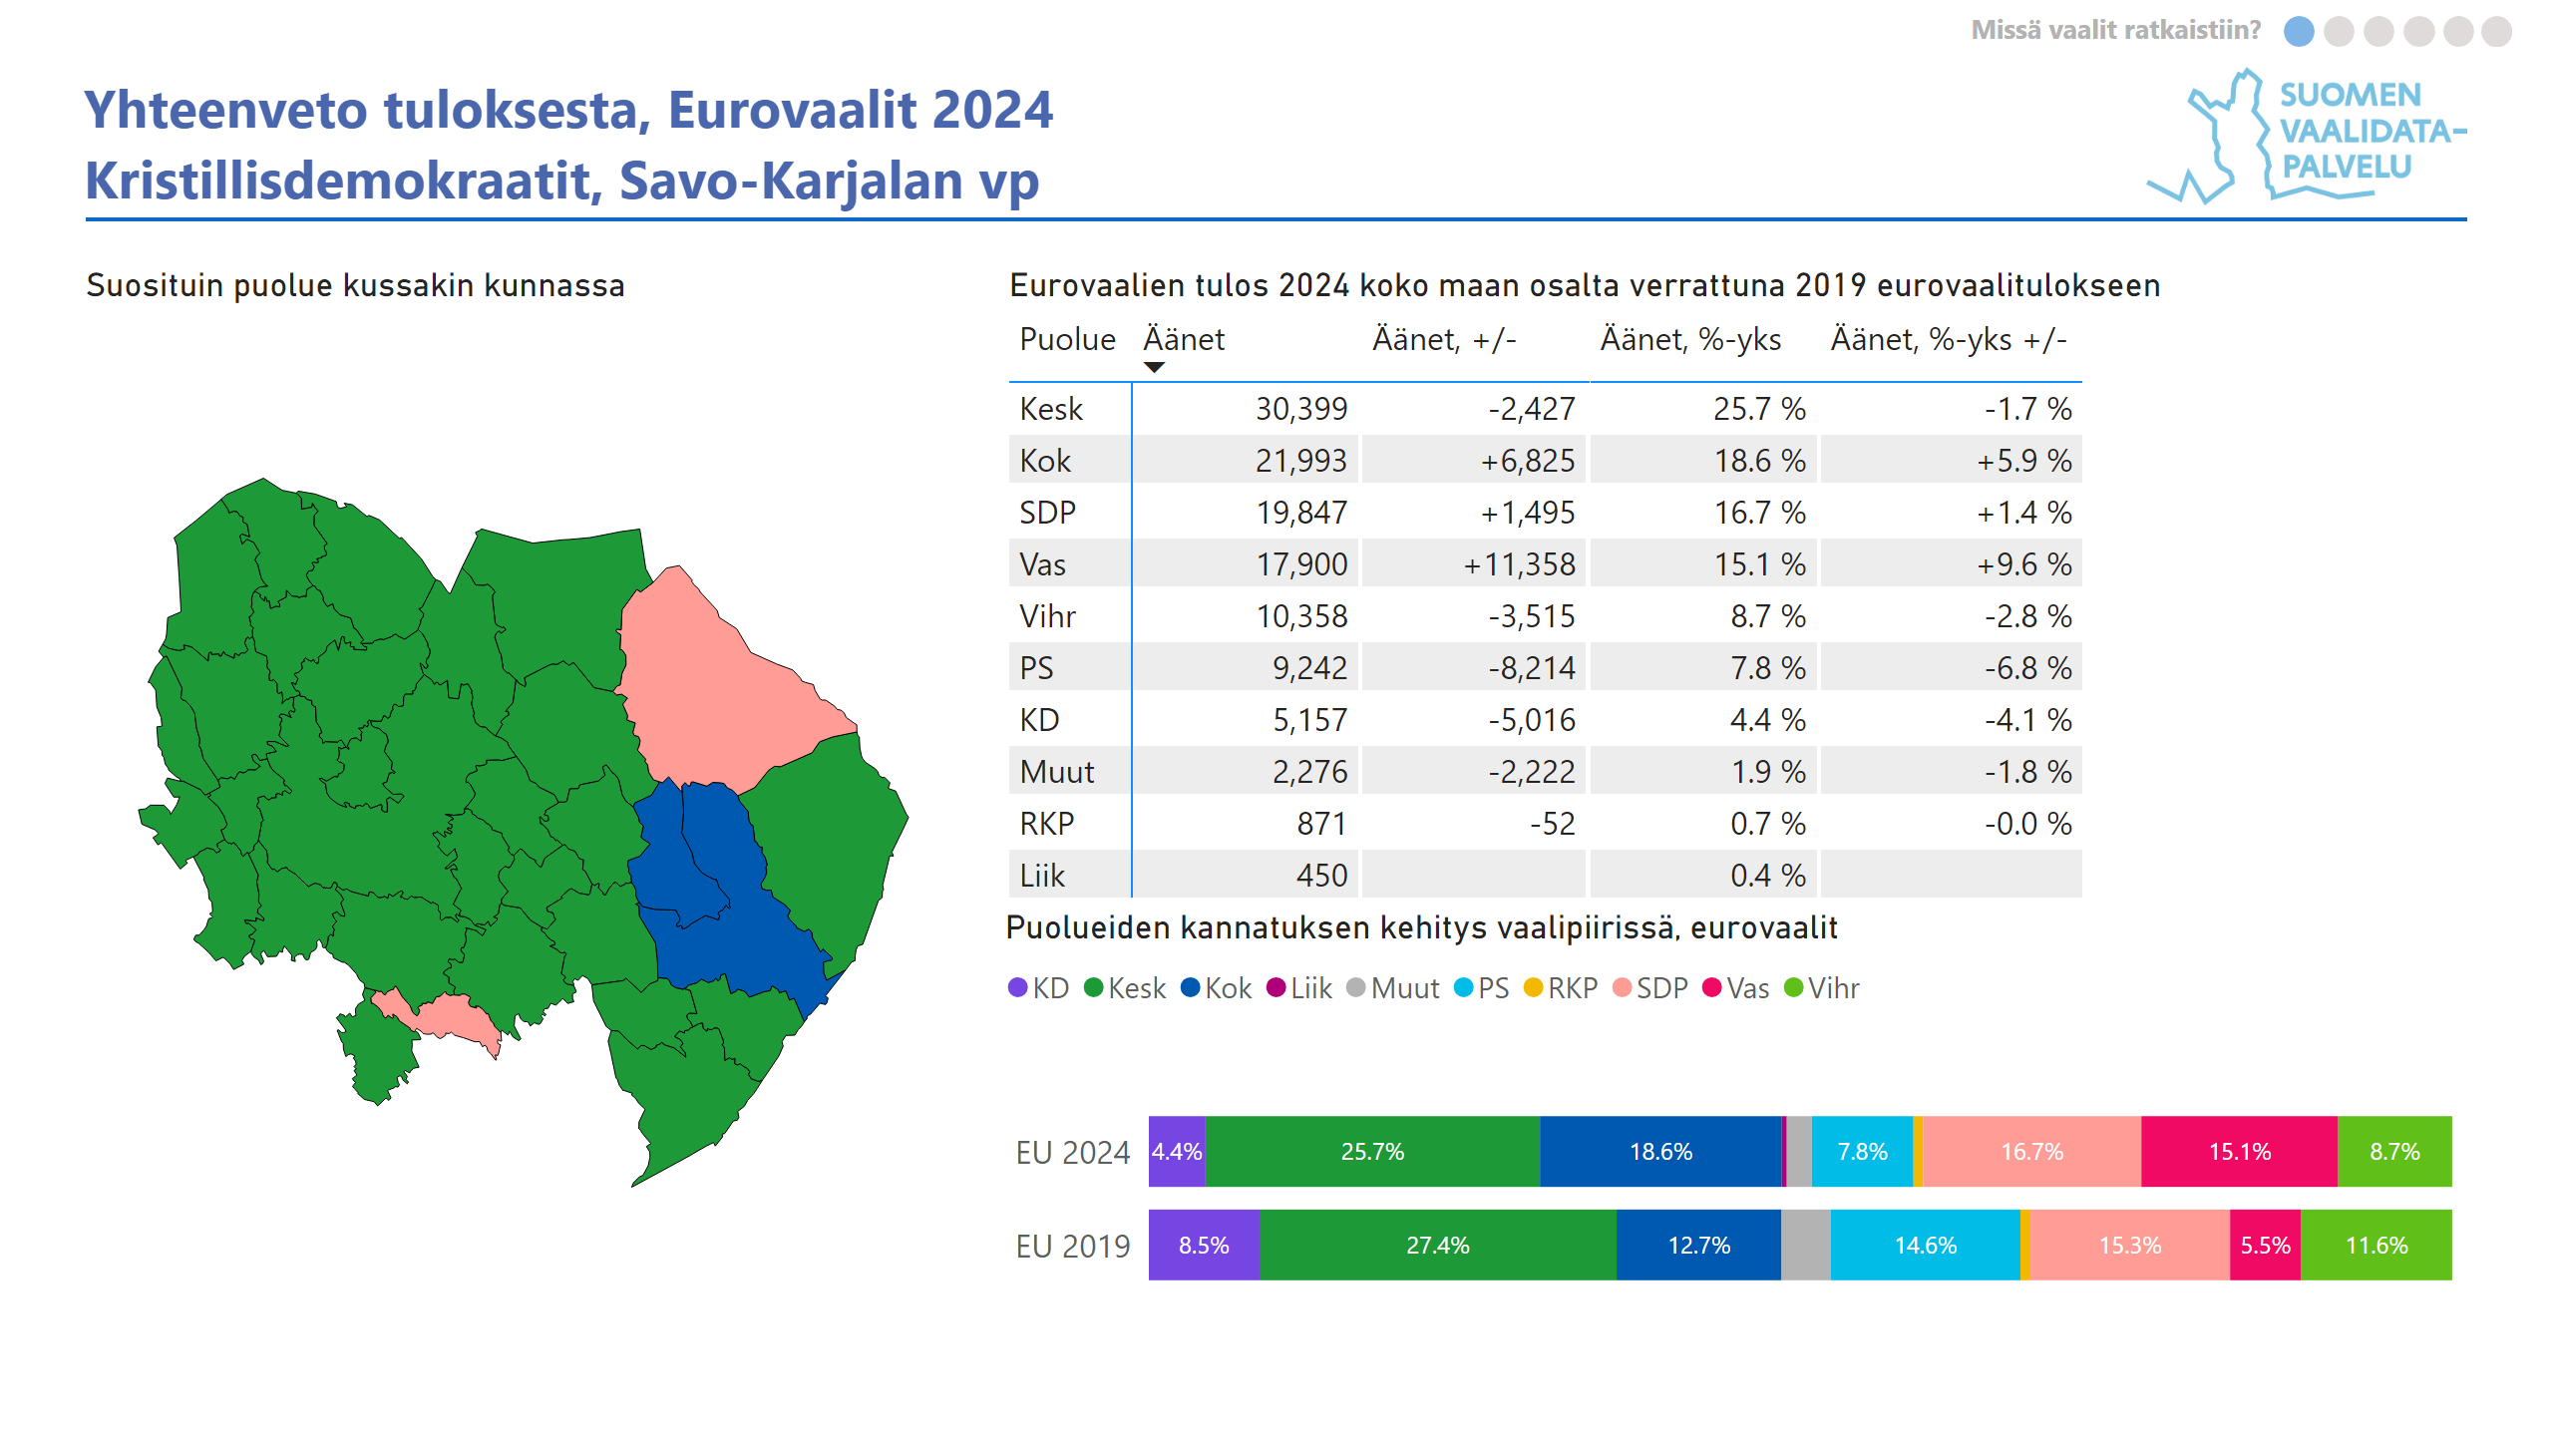 Missä vaalit ratkaistiin?
Yhteenveto tuloksesta, Eurovaalit 2024
Kristillisdemokraatit, Savo-Karjalan vp
SUOMEN
VAALIDATA-
PALVELU
Suosituin puolue kussakin kunnassa
Eurovaalien tulos 2024 koko maan osalta verrattuna 2019 eurovaalitulokseen
Puolue Äänet Äänet, +/- Äänet, %-yks Äänet, %-yks +/-
Kesk 30,399 -2,427 25.7 % -1.7 %
Kok 21,993 +6,825 18.6 % +5.9 %
SDP 19,847 +1,495 16.7 % +1.4 %
Vas 17,900 +11,358 15.1 % +9.6 %
Vihr 10,358 -3,515 8.7 % -2.8 %
PS 9,242 -8,214 7.8 % -6.8 %
KD 5,157 -5,016 4.4 % -4.1 %
Muut 2,276 -2,222 1.9 % -1.8 %
RKP 871 -52 0.7 % -0.0 %
Liik 450 0.4 %
Puolueiden kannatuksen kehitys vaalipiirissä, eurovaalit
KD Kesk Kok Liik Muut PS RKP SDP Vas Vihr
EU 2024 4.4% 25.7% 18.6% 7.8% 16.7% 15.1% 8.7%
EU 2019 8.5% 27.4% 12.7% 14.6% 15.3% 5.5% 11.6%